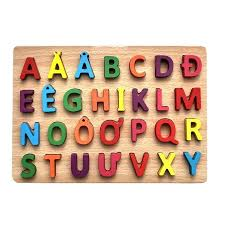 A Ă Â B C D Đ
E Ê G H I K L M
N O Ô Ơ P Q R
S T U Ư V X Y